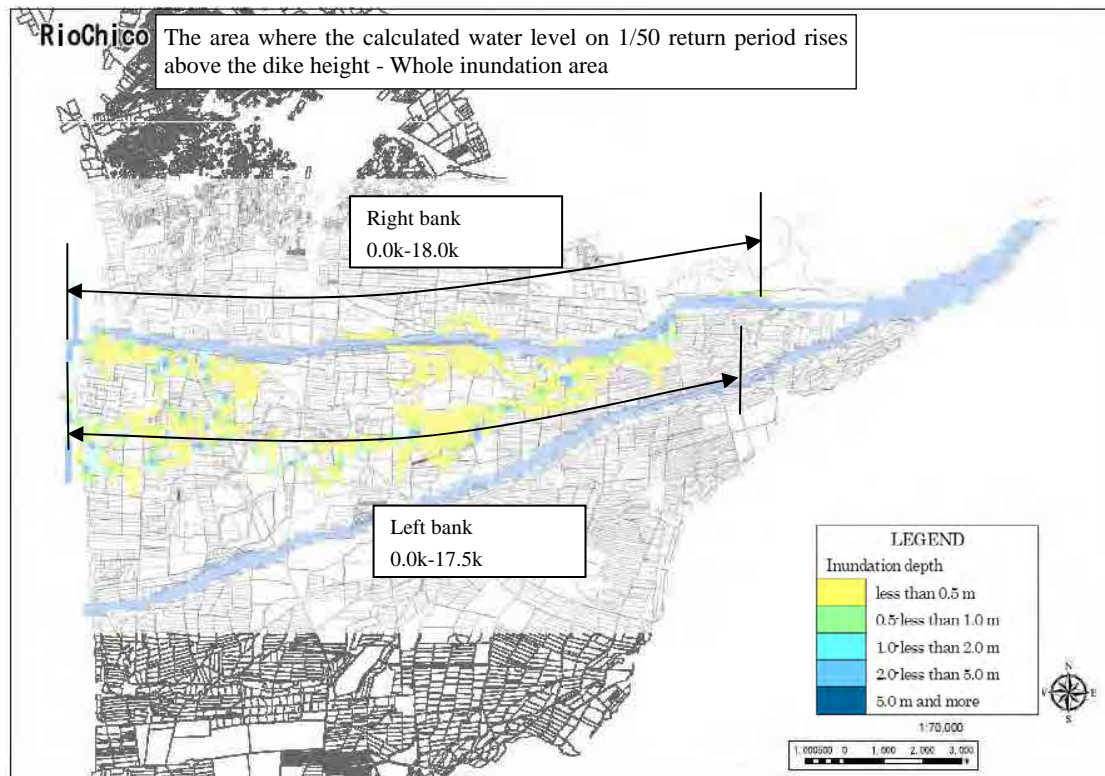 RioChico
The area where the calculated water level on 1/50 return period rises
above the dike height - Whole inundation area
Right bank
0.0k-18.0k
Left bank
0.0k-17.5k
LEGEND
Inundation depth
less than 0.5 m
0.5-less than 1.0 m
1.0-less than 2.0 m
2.0-less than 5.0 m
5.0 m and more
1:70,000
N
E
S
1,000500 0 1,000 2,000 3,000